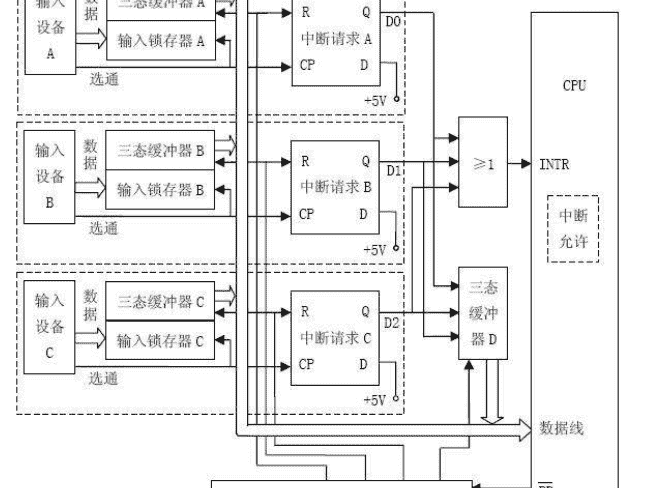 输入
设备
A
数
据
三态缓冲器 A
输入锁存器 A
选通
R Q
中断请求 A
CP D
D0
+5V
输入
设备
B
数
据
三态缓冲器 B
输入锁存器 B
选通
R Q
中断请求 B
CP D
D1
+5V
输入
设备
C
数
据
三态缓冲器 C
输入锁存器 C
选通
R Q
中断请求 C
CP D
D2
+5V
≥1
三态
缓冲
器 D
CPU
INTR
中断
允许
数据线